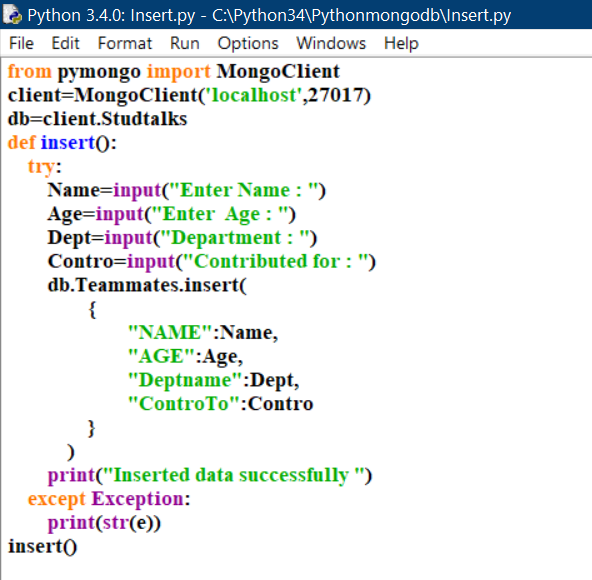 Python 3.4.0: Insert.py - C:\Python34\Pythonmongodb\Insert.py
File Edit Format Run Options Windows Help
from pymongo import MongoClient
client=MongoClient('localhost',27017)
db=client.Studtalks
def insert():
    try:
        Name=input("Enter Name : ")
        Age=input("Enter  Age : ")
        Dept=input("Department : ")
        Contro=input("Contributed for : ")
        db.Teammates.insert(
                {
                        "NAME":Name,
                        "AGE":Age,
                        "Deptname":Dept,
                        "ControTo":Contro
                }
            )
        print("Inserted data successfully ")
    except Exception:
        print(str(e))
insert()